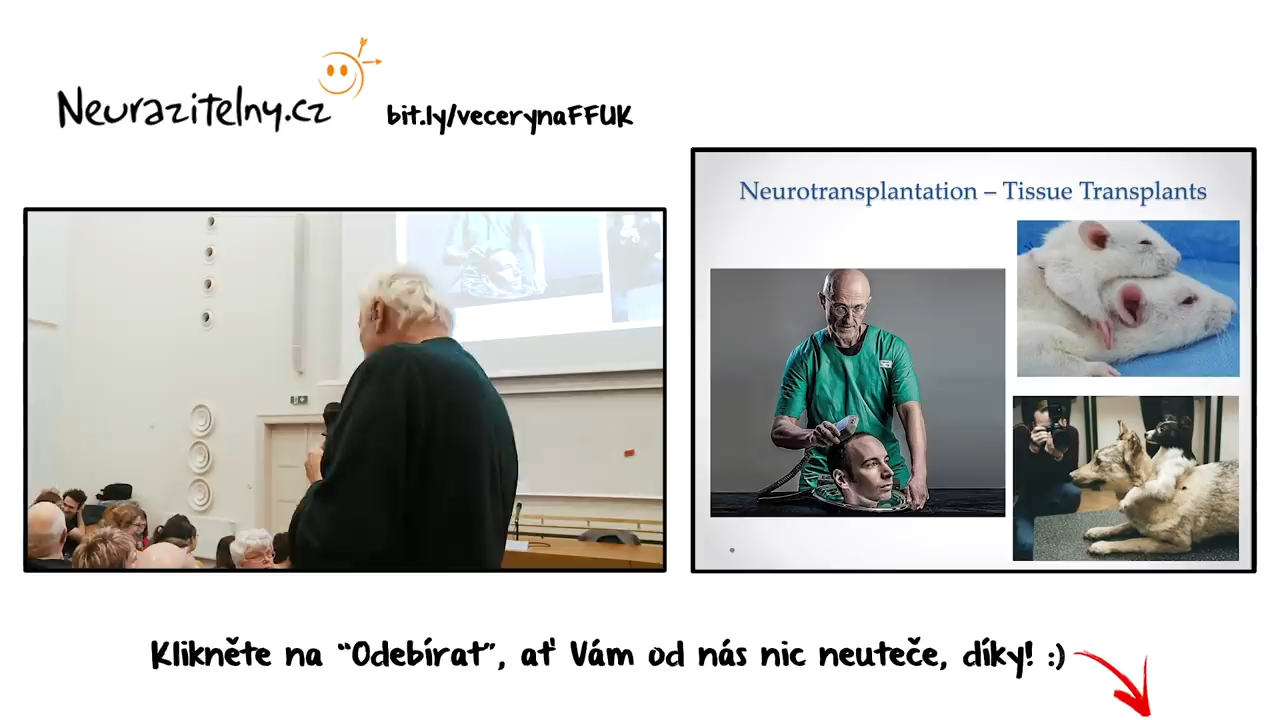 Neurazitelny.cz
bit.ly/vecerynaFFUK
Neurotransplantation – Tissue Transplants
Klikněte na “Odebírat”, ať Vám od nás nic neuteče, díky! :)